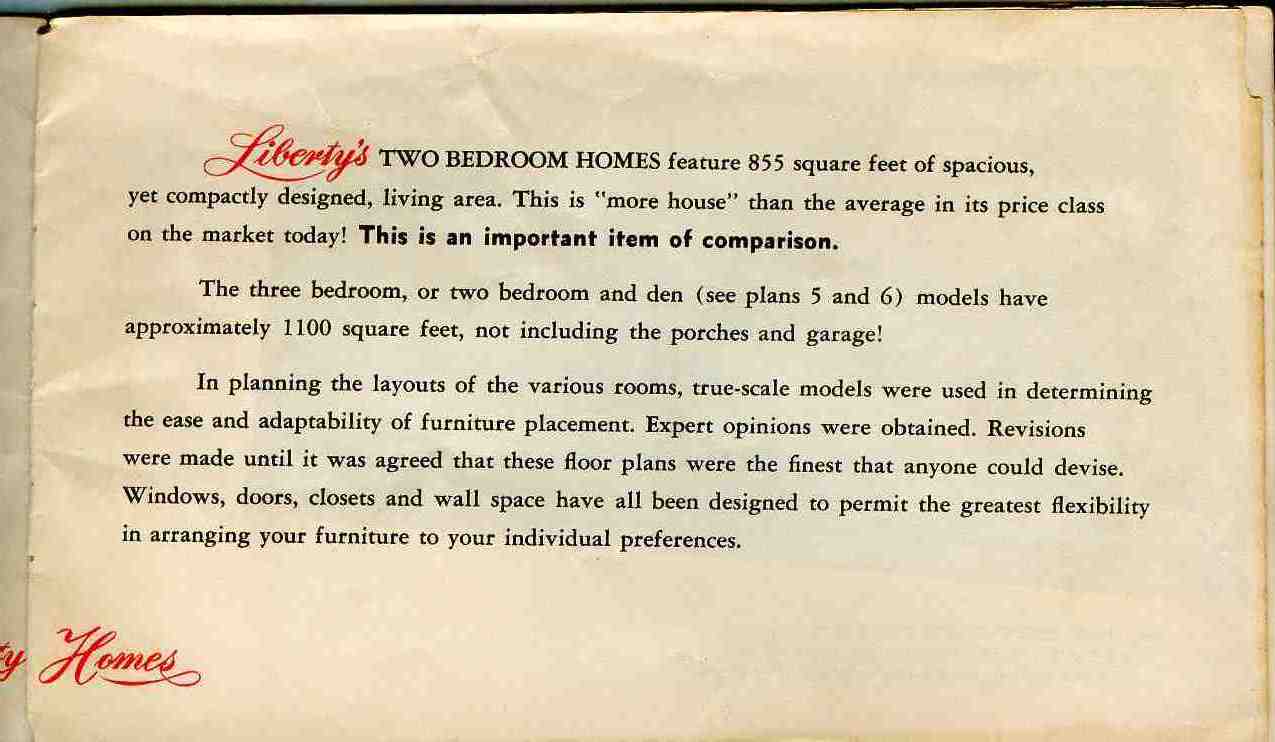 Liberty's TWO BEDROOM HOMES feature 855 square feet of spacious,
yet compactly designed, living area. This is "more house" than the average in its price class
on the market today! This is an important item of comparison.
The three bedroom, or two bedroom and den (see plans 5 and 6) models have
approximately 1100 square feet, not including the porches and garage!
In planning the layouts of the various rooms, true-scale models were used in determining
the ease and adaptability of furniture placement. Expert opinions were obtained. Revisions
were made until it was agreed that these floor plans were the finest that anyone could devise.
Windows, doors, closets and wall space have all been designed to permit the greatest flexibility
in arranging your furniture to your individual preferences.
ty Homes